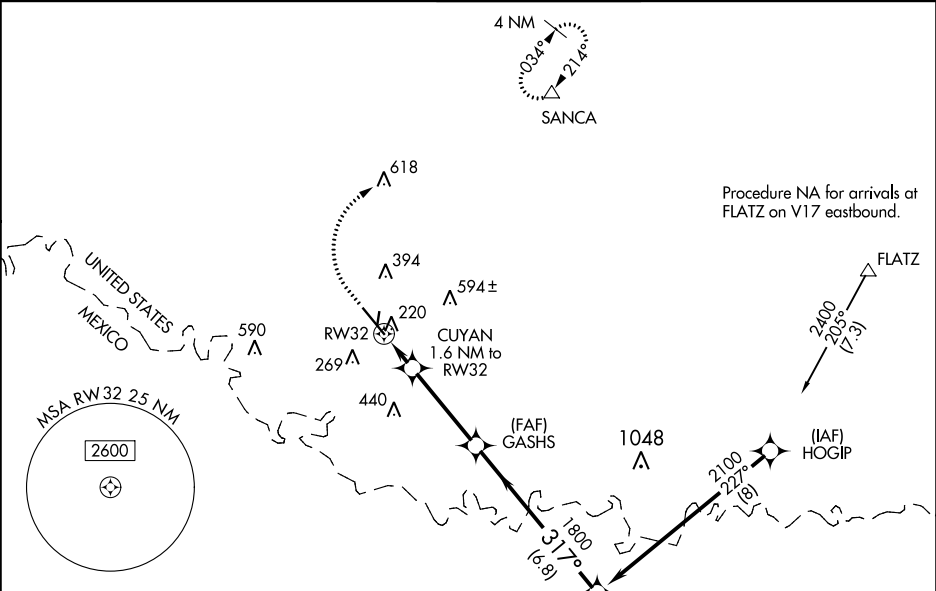 4 NM
034°
214°
SANCA
618
Procedure NA for arrivals at
FLATZ on V17 eastbound.
394
FLATZ
594±
UNITED STATES
MEXICO
220
2400
205°
(7.3)
590
RW32
CUYAN
1.6 NM to
RW32
269
440
MSA RW32 25 NM
2600
(FAF)
GASHS
1048
(IAF)
HOGIP
2100
227°
(8)
1800
317°
(6.8)